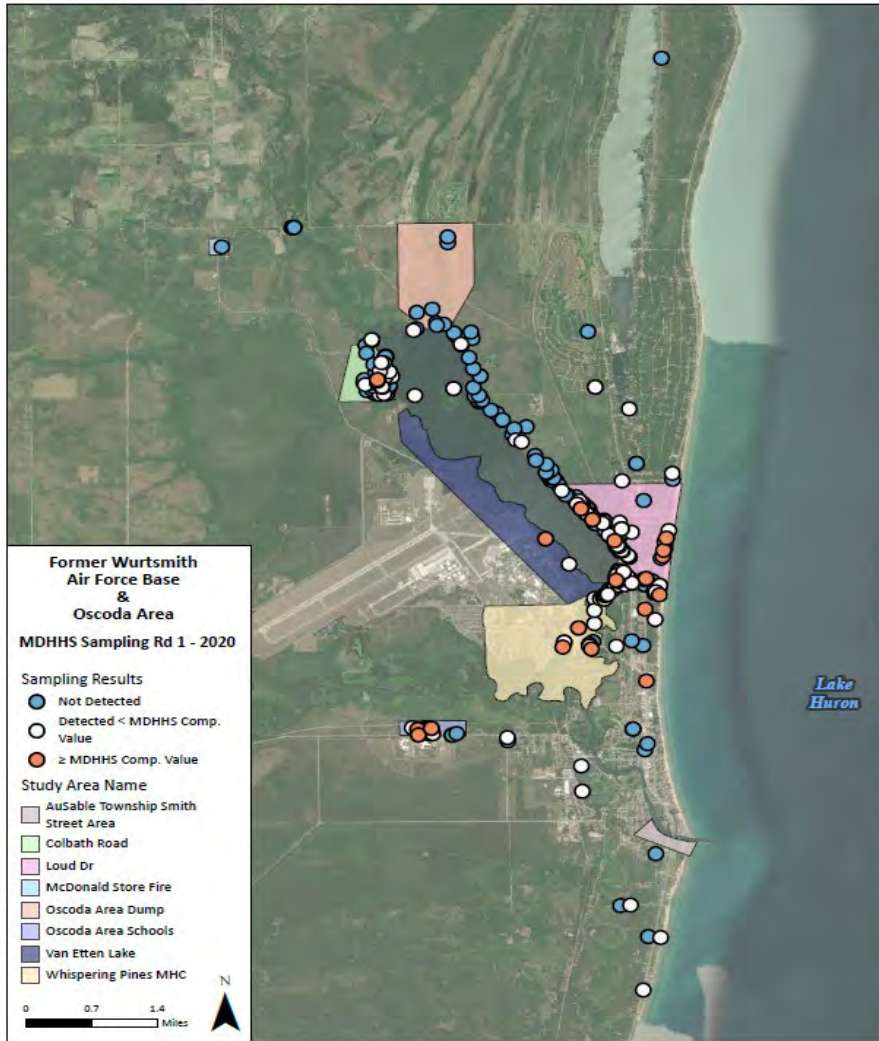 Former Wurtsmith
Air Force Base
&
Oscoda Area
MDHHS Sampling Rd 1 - 2020
Sampling Results
Not Detected
Detected < MDHHS Comp.
Value
≥ MDHHS Comp. Value
Study Area Name
AuSable Township Smith
Street Area
Colbath Road
Loud Dr
McDonald Store Fire
Oscoda Area Dump
Oscoda Area Schools
Van Etten Lake
Whispering Pines MHC
N
0 0.7 1.4
Miles
Lake
Huron